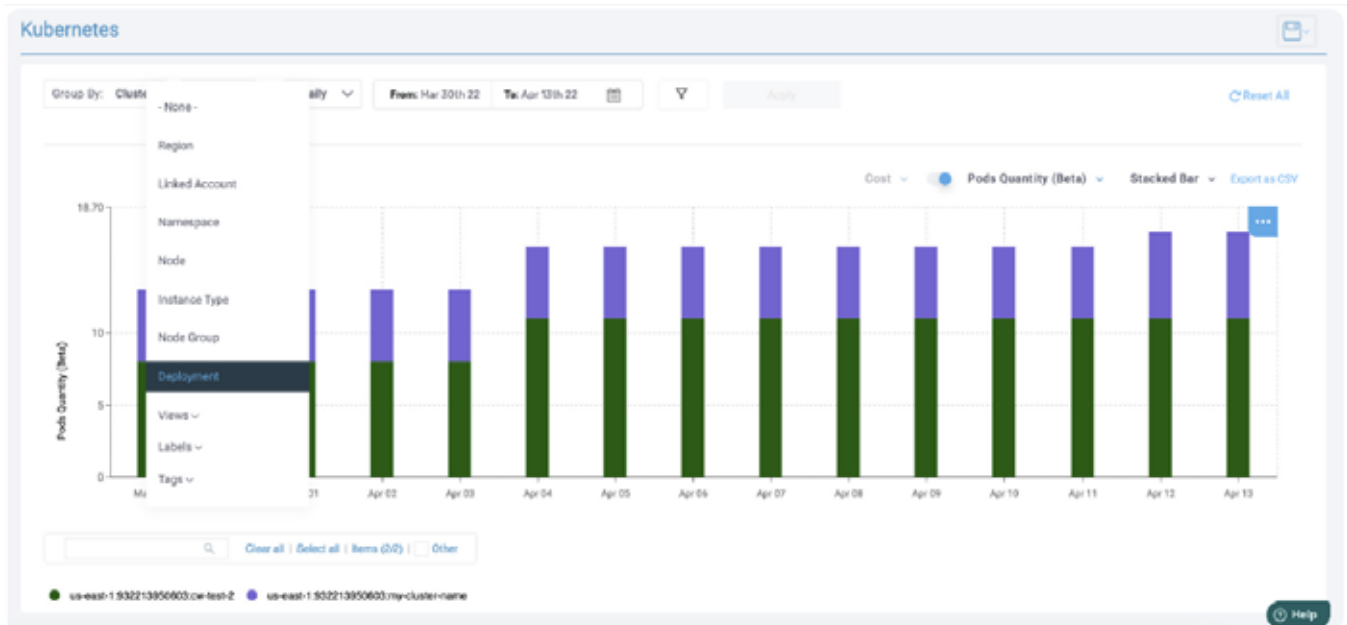 Kubernetes
Group By: Cluste
aily
From: Mar 30th 22
To: Apr 13th 22
Apply
Reset All
- None -
Region
Linked Account
Namespace
Node
Instance Type
Node Group
Deployment
Views
Labels
Tags
Cost
Pods Quantity (Beta)
Stacked Bar
Export as CSV
18.70
10
5
0
Pods Quantity (Beta)
Ma 01 Apr 02 Apr 03 Apr 04 Apr 05 Apr 06 Apr 07 Apr 08 Apr 09 Apr 10 Apr 11 Apr 12 Apr 13
Clear all | Select all | Items (2/2) | Other
us-east-1:932213950603:cw-test-2 us-east-1:932213950603:my-cluster-name
Help